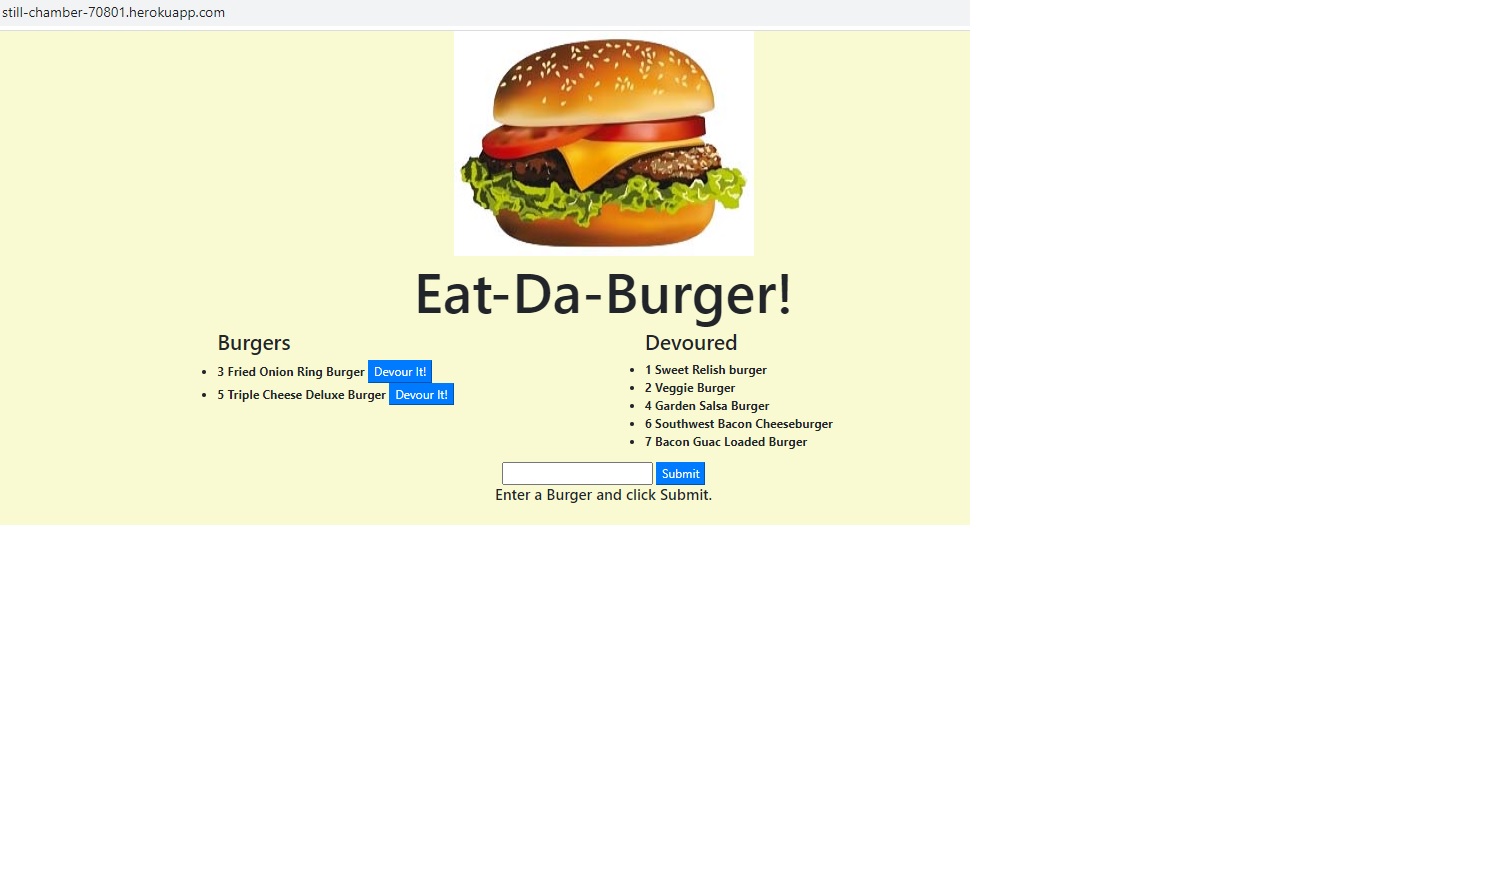 still-chamber-70801.herokuapp.com
Eat-Da-Burger!
Burgers
3 Fried Onion Ring Burger Devour It!
5 Triple Cheese Deluxe Burger Devour It!
Devoured
1 Sweet Relish burger
2 Veggie Burger
4 Garden Salsa Burger
6 Southwest Bacon Cheeseburger
7 Bacon Guac Loaded Burger
Submit
Enter a Burger and click Submit.